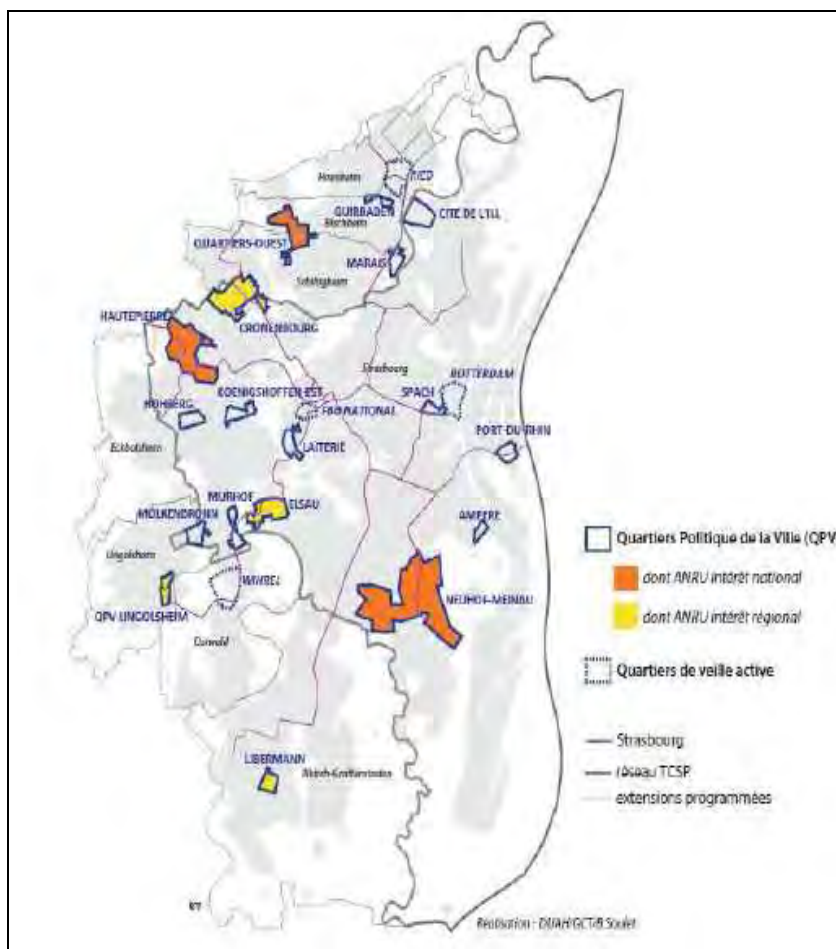 RIED
Hoenheim
GUIRBADEN
CITE DE L'ILL
Bischheim
QUARTIERS-OUEST
MARAIS
Schiltigheim
HAUTEPIERRE
CRONENBOURG
Strasbourg
ROTTERDAM
KOENIGSHOFFEN EST
SPACH
HOHBERG
FBG NATIONAL
PORT-DU-RHIN
LAITERIE
Eckbolsheim
MURHOF
ELSAU
MOLKENBRONN
AMPERE
Quartiers Politique de la Ville (QPV
Lingolsheim
dont ANRU intérêt national
WIHREL
NEUHOF-MEINAU
QPV LINGOLSHEIM
dont ANRU intérêt régional
Ostwald
Quartiers de veille active
Strasbourg
LIBERMANN
Illkirch-Graffenstaden
réseau TCSP
extensions programmées
Réalisation : DUAH/GCT/B Soulet